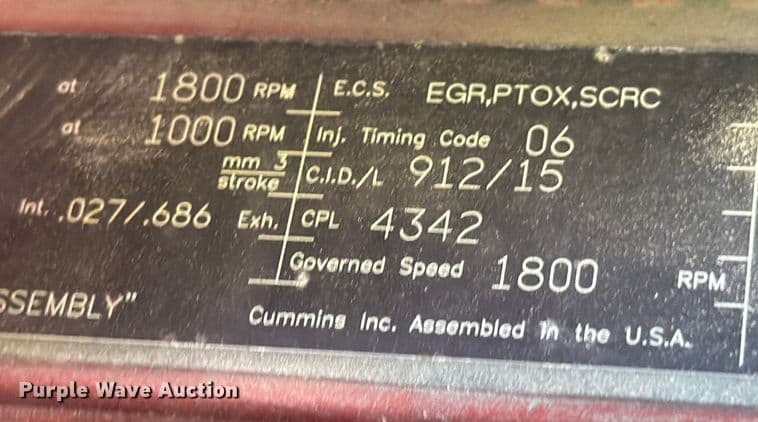 at 1800 RPM E.C.S. EGR,PTOX,SCRC
at 1000 RPM Inj. Timing Code 06
mm 3
stroke C.I.D./L 912/15
Int. .027/.686 Exh. CPL 4342
Governed Speed 1800 RPM
SSEMBLY"
Cummins Inc. Assembled in the U.S.A.
Purple Wave Auction